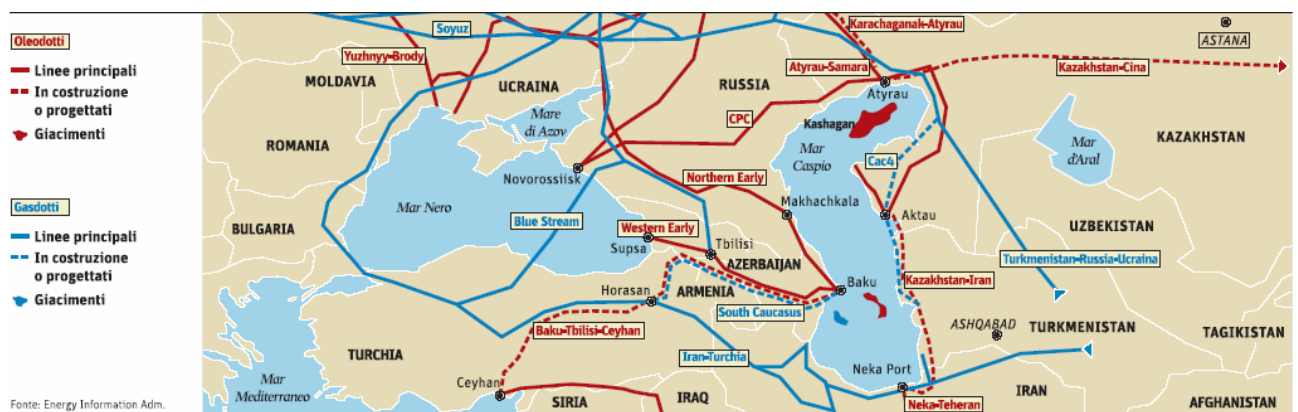 Oleodotti
Linee principali
In costruzione
o progettati
Giacimenti
Gasdotti
Linee principali
In costruzione
o progettati
Giacimenti
Fonte: Energy Information Adm.
Soyuz
Karachaganak-Atyrau
ASTANA
Yuzhnyy-Brody
Atyrau-Samara
Kazakhstan-Cina
MOLDAVIA
UCRAINA
RUSSIA
Atyrau
Mare
di Azov
CPC
Kashagan
KAZAKHSTAN
ROMANIA
Mar
Caspio
Cac4
Mar
d'Aral
Novorossiisk
Northern Early
Mar Nero
Blue Stream
Makhachkala
Aktau
BULGARIA
Western Early
Supsa
Tbilisi
UZBEKISTAN
AZERBAIJAN
Turkmenistan-Russia-Ucraina
Horasan
ARMENIA
Baku
Kazakhstan-Iran
South Caucasus
Baku-Tbilisi-Ceyhan
ASHQABAD
TURKMENISTAN
TAGIKISTAN
TURCHIA
Iran-Turchia
Mar
Mediterraneo
Ceyhan
Neka Port
IRAN
SIRIA
IRAQ
Neka-Teheran
AFGHANISTAN